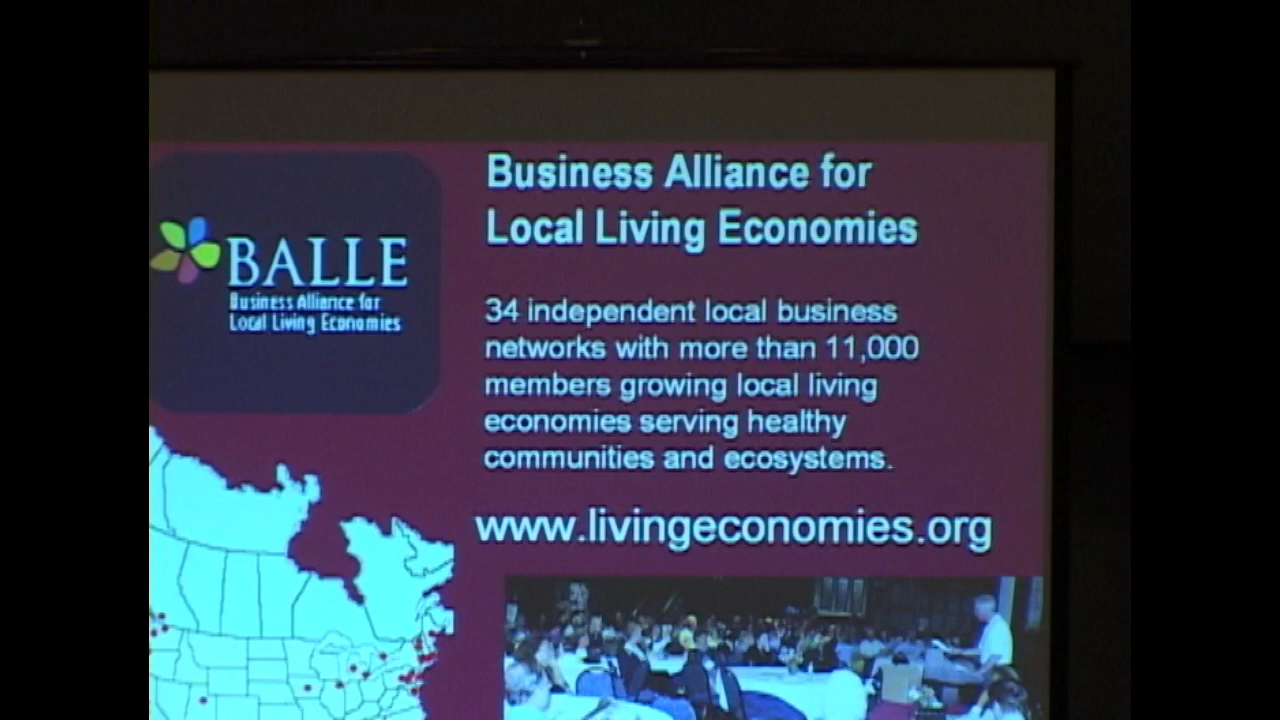 BALLE
Business Alliance for
Local Living Economies
Business Alliance for
Local Living Economies
34 independent local business
networks with more than 11,000
members growing local living
economies serving healthy
communities and ecosystems.
www.livingeconomies.org